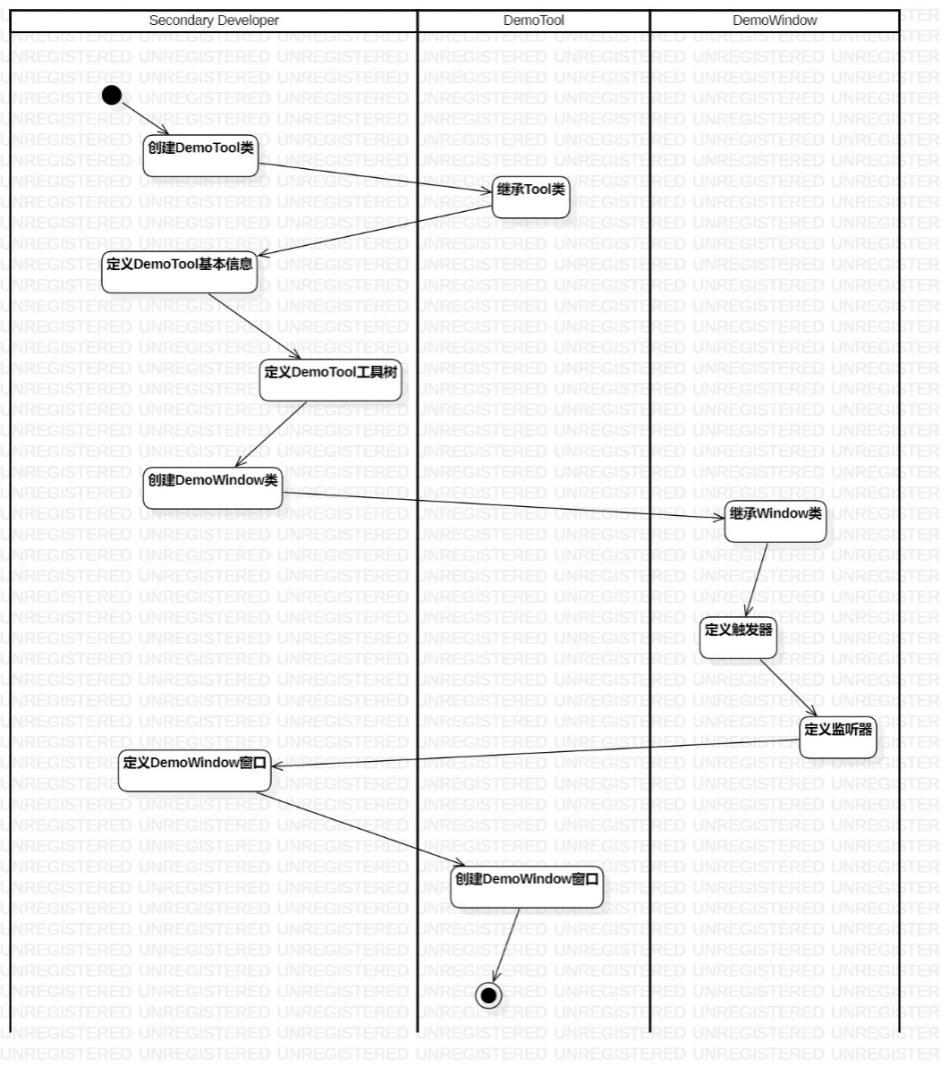 Secondary Developer
DemoTool
DemoWindow
创建DemoTool类
继承Tool类
定义DemoTool基本信息
定义DemoTool工具树
创建DemoWindow类
继承Window类
定义触发器
定义监听器
定义DemoWindow窗口
创建DemoWindow窗口
UNREGISTERED